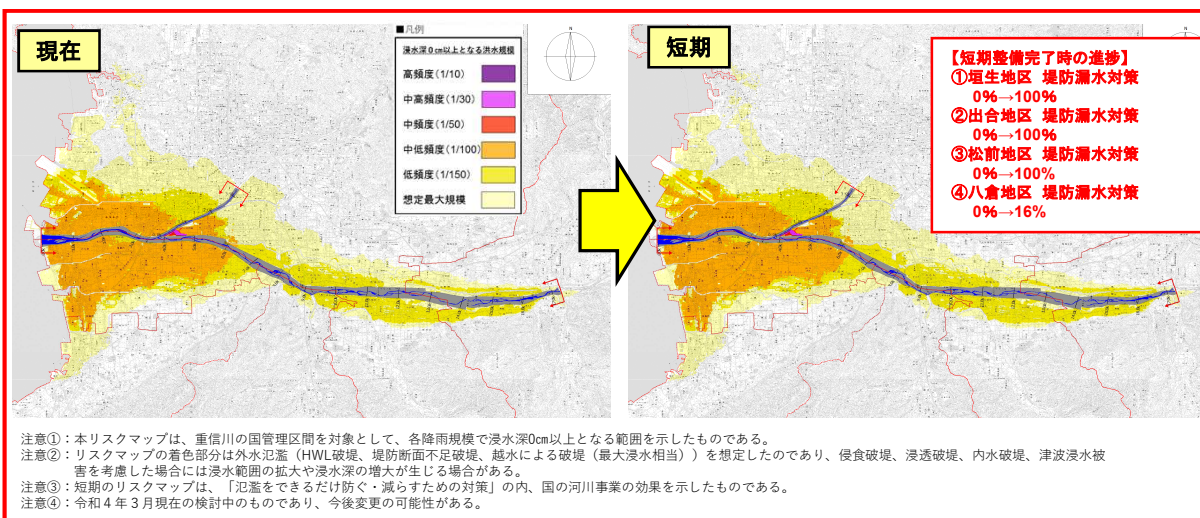 現在
■凡例
浸水深0cm以上となる洪水規模
高頻度(1/10)
中高頻度(1/30)
中頻度(1/50)
中低頻度(1/100)
低頻度(1/150)
想定最大規模
N
短期
N
【短期整備完了時の進捗】
①垣生地区 堤防漏水対策
0%→100%
②出合地区 堤防漏水対策
0%→100%
③松前地区 堤防漏水対策
0%→100%
④八倉地区 堤防漏水対策
0%→16%
注意①：本リスクマップは、重信川の国管理区間を対象として、各降雨規模で浸水深0cm以上となる範囲を示したものである。
注意②：リスクマップの着色部分は外水氾濫（HWL破堤、堤防断面不足破堤、越水による破堤（最大浸水相当））を想定したのであり、侵食破堤、浸透破堤、内水破堤、津波浸水被
害を考慮した場合には浸水範囲の拡大や浸水深の増大が生じる場合がある。
注意③：短期のリスクマップは、「氾濫をできるだけ防ぐ・減らすための対策」の内、国の河川事業の効果を示したものである。
注意④：令和４年３月現在の検討中のものであり、今後変更の可能性がある。